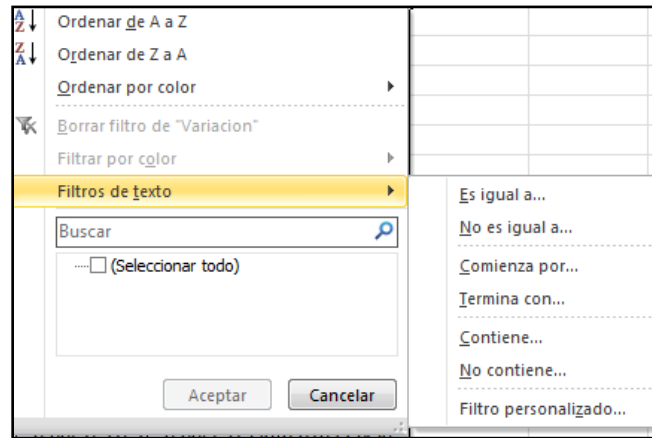 Ordenar de A a Z
Ordenar de Z a A
Ordenar por color
Borrar filtro de "Variacion"
Filtrar por color
Filtros de texto
Buscar
(Seleccionar todo)
Aceptar
Cancelar
Es igual a...
No es igual a...
Comienza por...
Termina con...
Contiene...
No contiene...
Filtro personalizado...